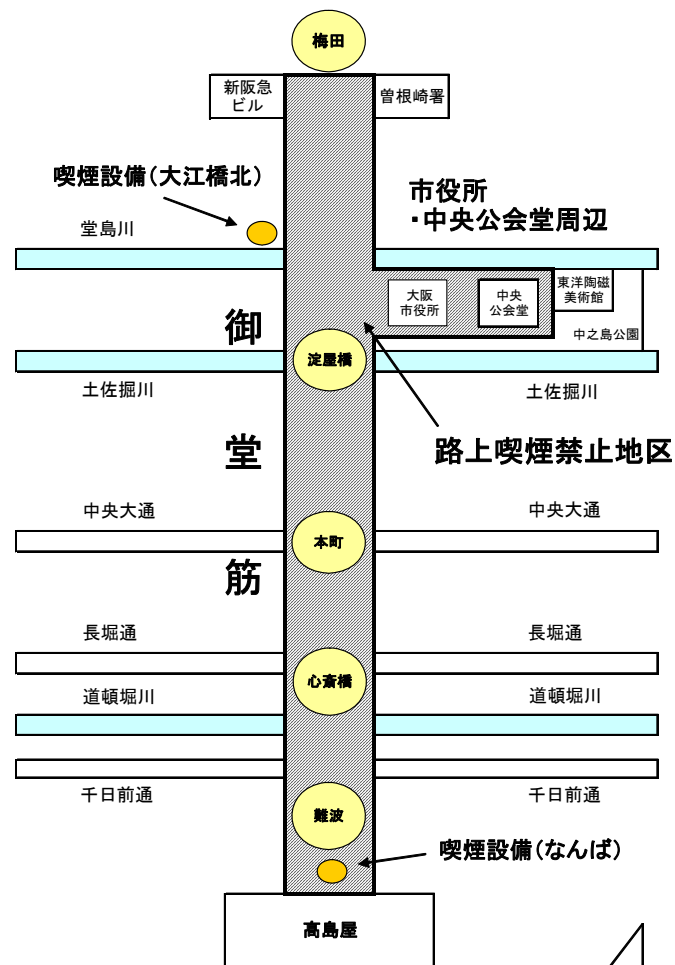 梅田
新阪急
ビル
曽根崎署
喫煙設備(大江橋北)
市役所
・中央公会堂周辺
堂島川
大阪
市役所
中央
公会堂
東洋陶磁
美術館
中之島公園
御
淀屋橋
土佐掘川
土佐掘川
堂
路上喫煙禁止地区
中央大通
中央大通
本町
筋
長堀通
長堀通
心斎橋
道頓堀川
道頓堀川
千日前通
千日前通
難波
喫煙設備(なんば)
高島屋